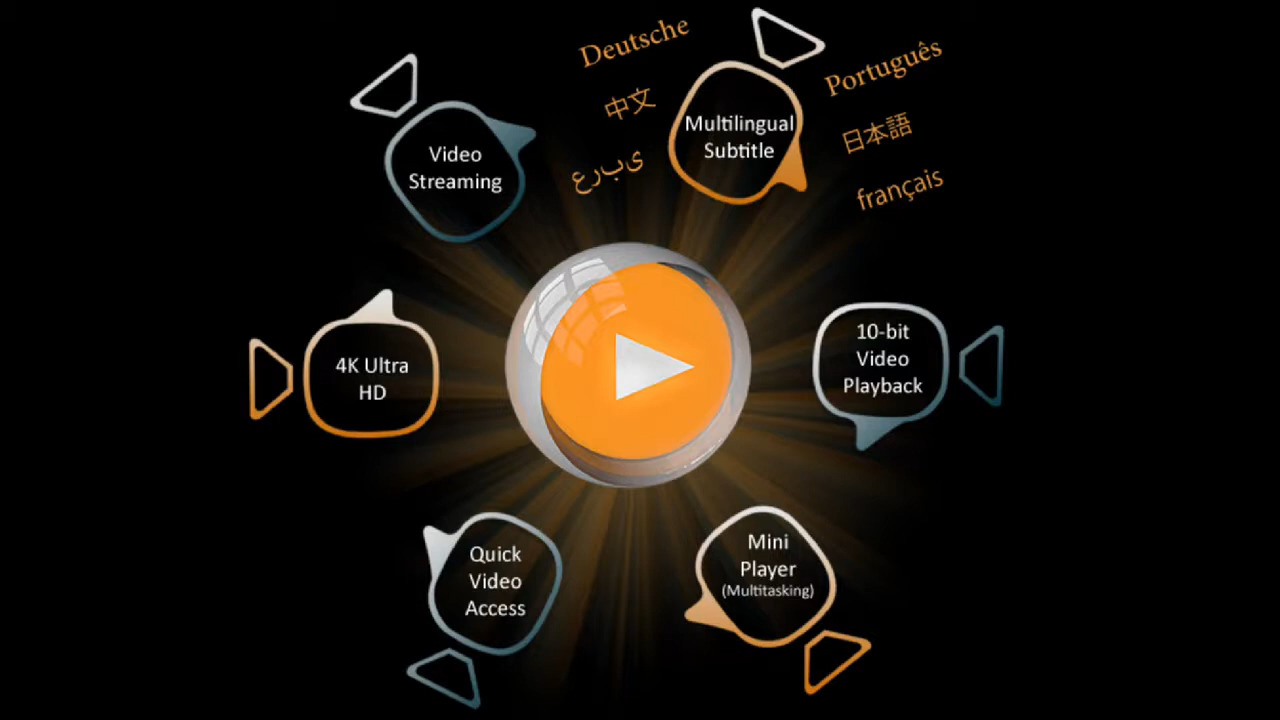 Deutsche
中文
ىبرع
Multilingual
Subtitle
Português
日本語
français
Video
Streaming
4K Ultra
HD
10-bit
Video
Playback
Quick
Video
Access
Mini
Player
(Multitasking)